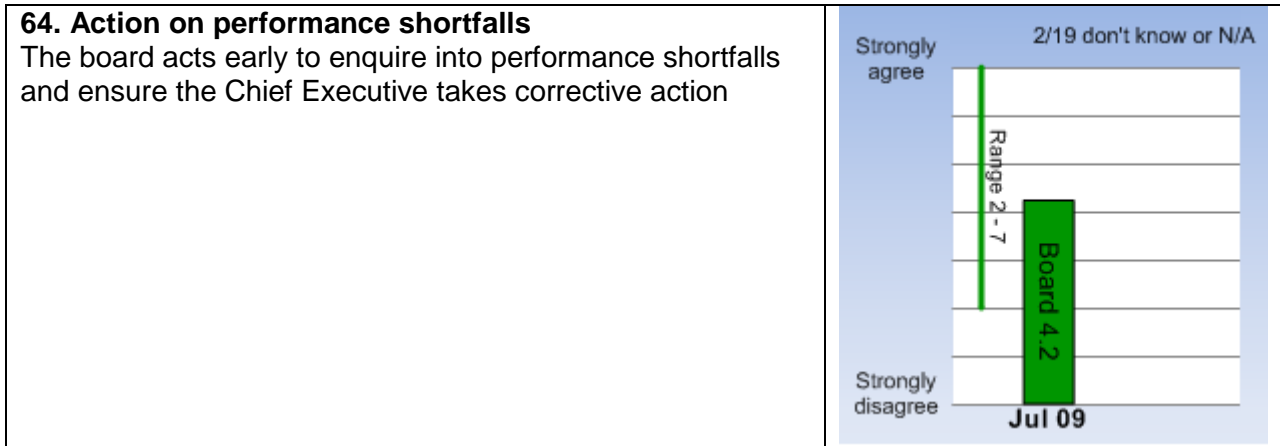 64. Action on performance shortfalls
The board acts early to enquire into performance shortfalls
and ensure the Chief Executive takes corrective action
2/19 don't know or N/A
Strongly
agree
Range 2 - 7
Board 4.2
Strongly
disagree
Jul 09